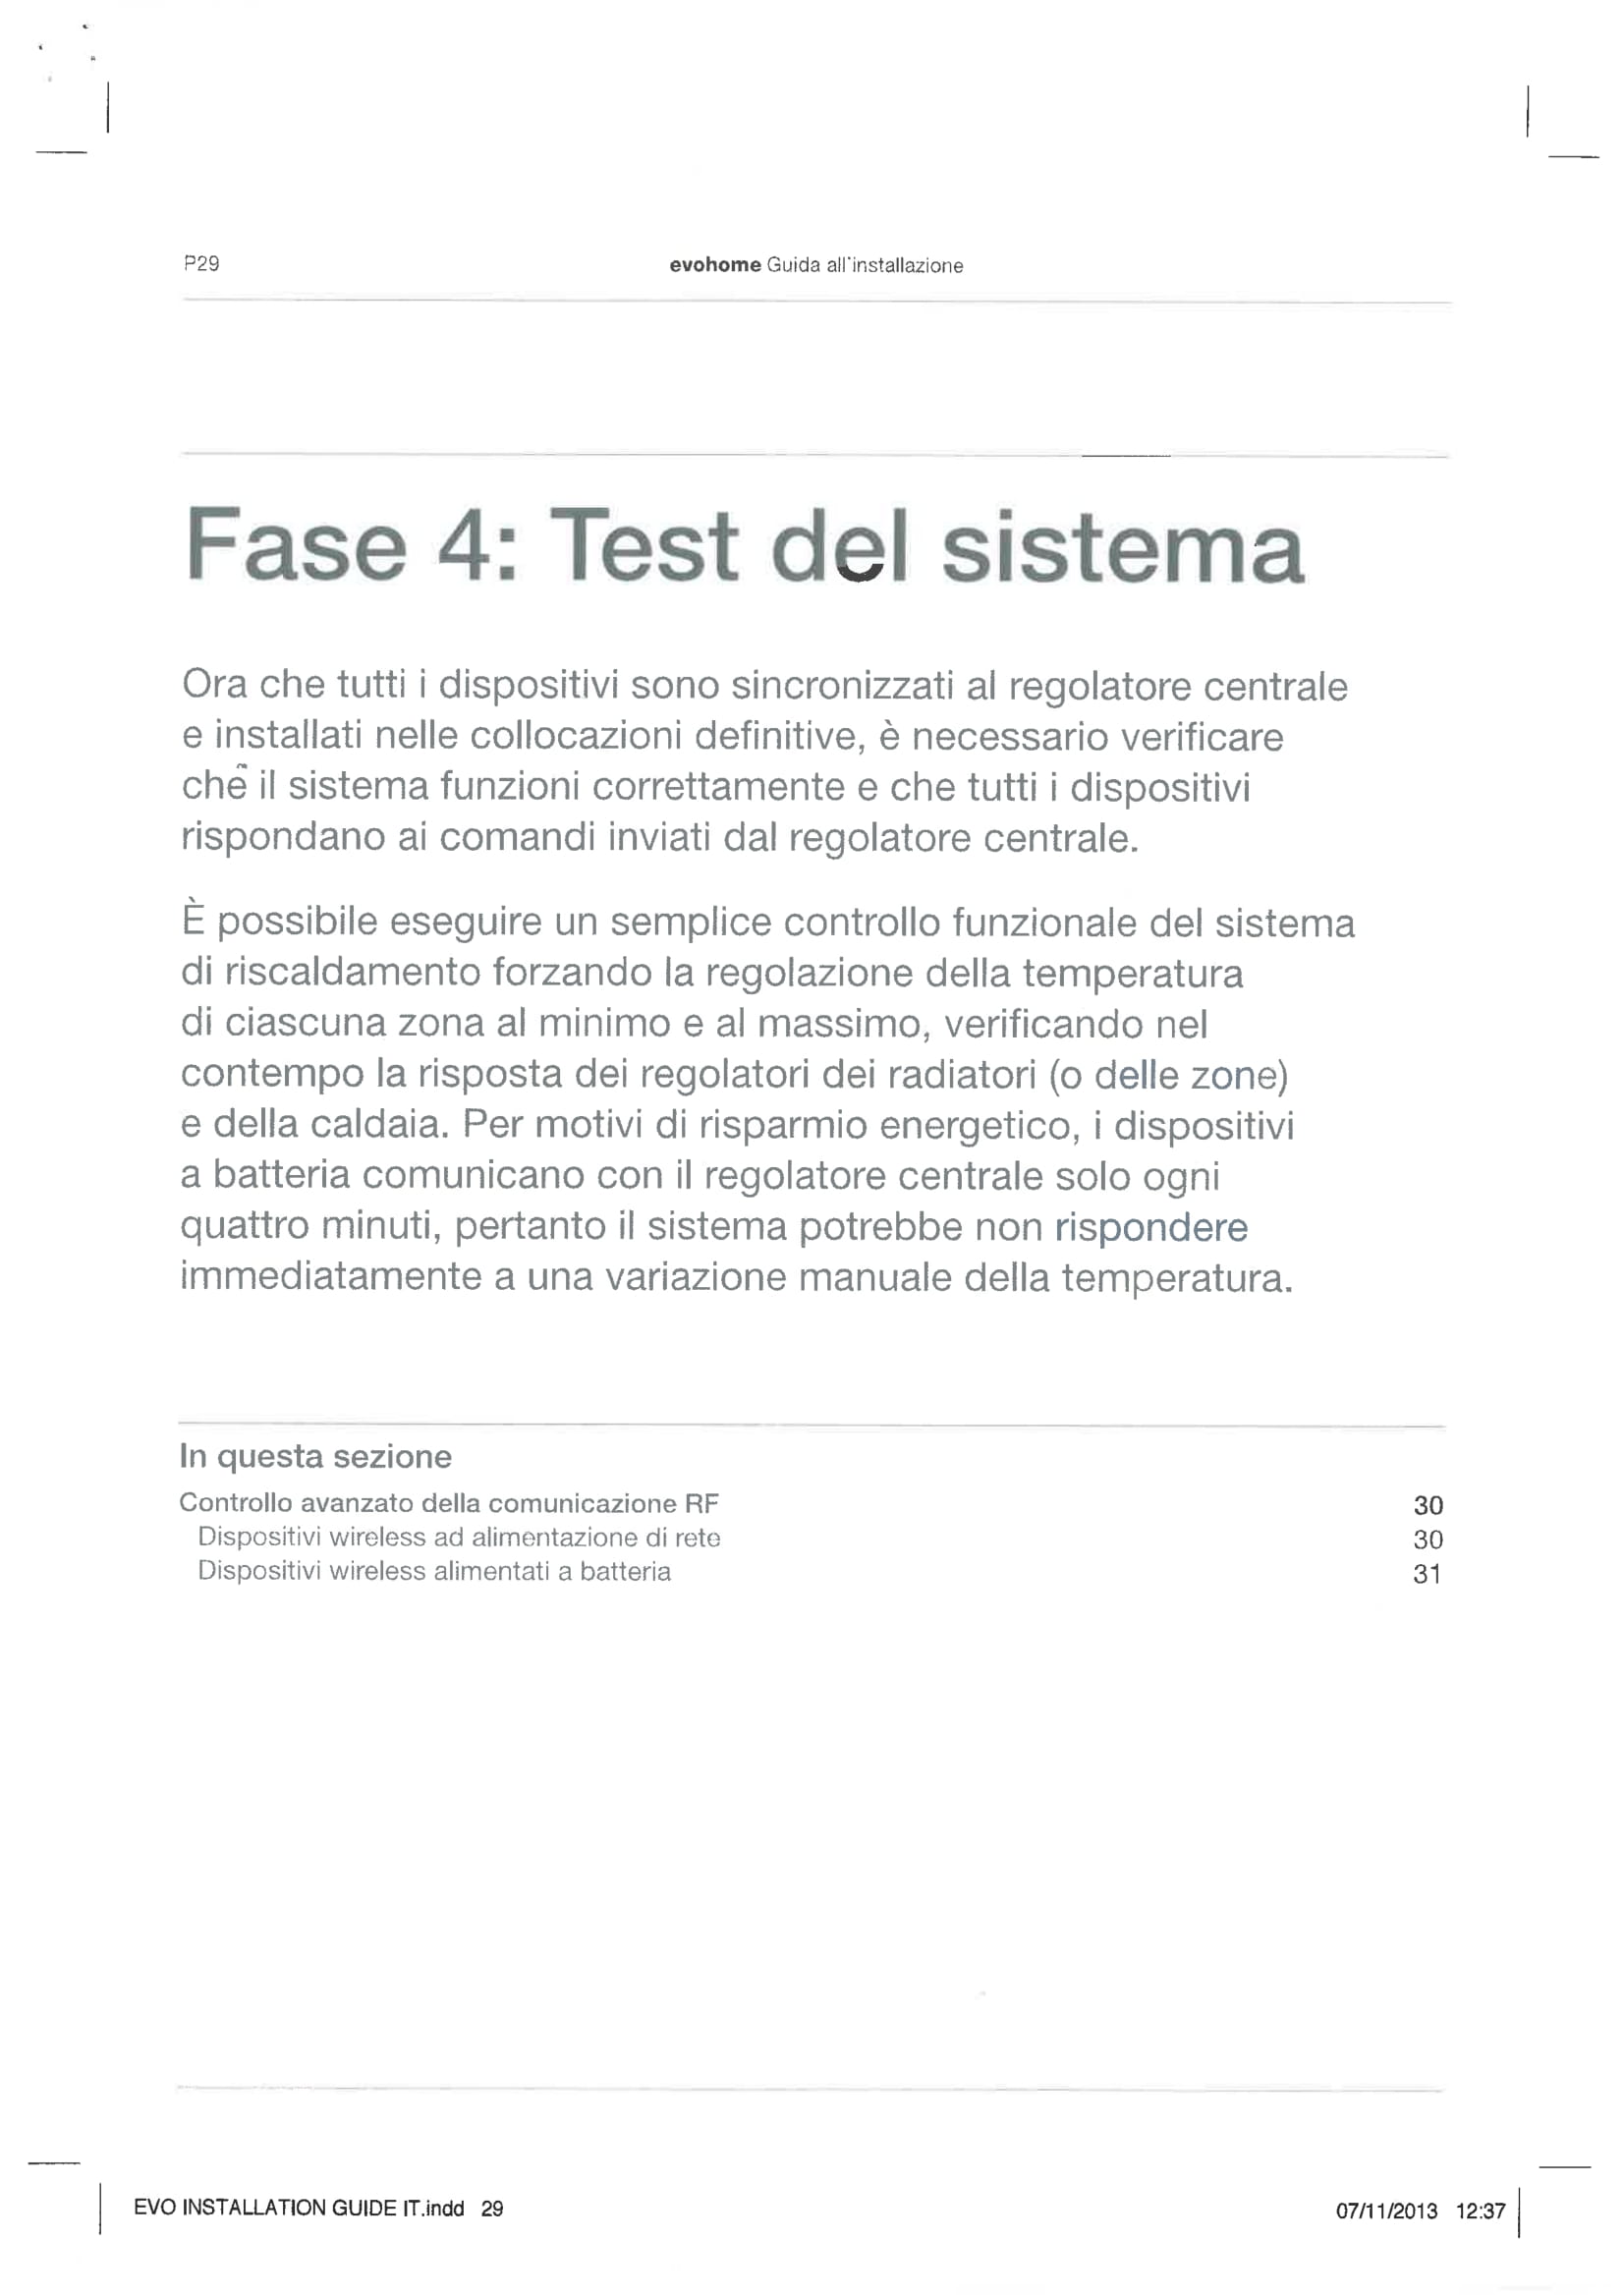 P29
evohome Guida all'installazione
Fase 4: Test del sistema
Ora che tutti i dispositivi sono sincronizzati al regolatore centrale
e installati nelle collocazioni definitive, è necessario verificare
che il sistema funzioni correttamente e che tutti i dispositivi
rispondano ai comandi inviati dal regolatore centrale.
È possibile eseguire un semplice controllo funzionale del sistema
di riscaldamento forzando la regolazione della temperatura
di ciascuna zona al minimo e al massimo, verificando nel
contempo la risposta dei regolatori dei radiatori (o delle zone)
e della caldaia. Per motivi di risparmio energetico, i dispositivi
a batteria comunicano con il regolatore centrale solo ogni
quattro minuti, pertanto il sistema potrebbe non rispondere
immediatamente a una variazione manuale della temperatura.
In questa sezione
Controllo avanzato della comunicazione RF 30
Dispositivi wireless ad alimentazione di rete 30
Dispositivi wireless alimentati a batteria 31
EVO INSTALLATION GUIDE IT.indd 29
07/11/2013 12:37